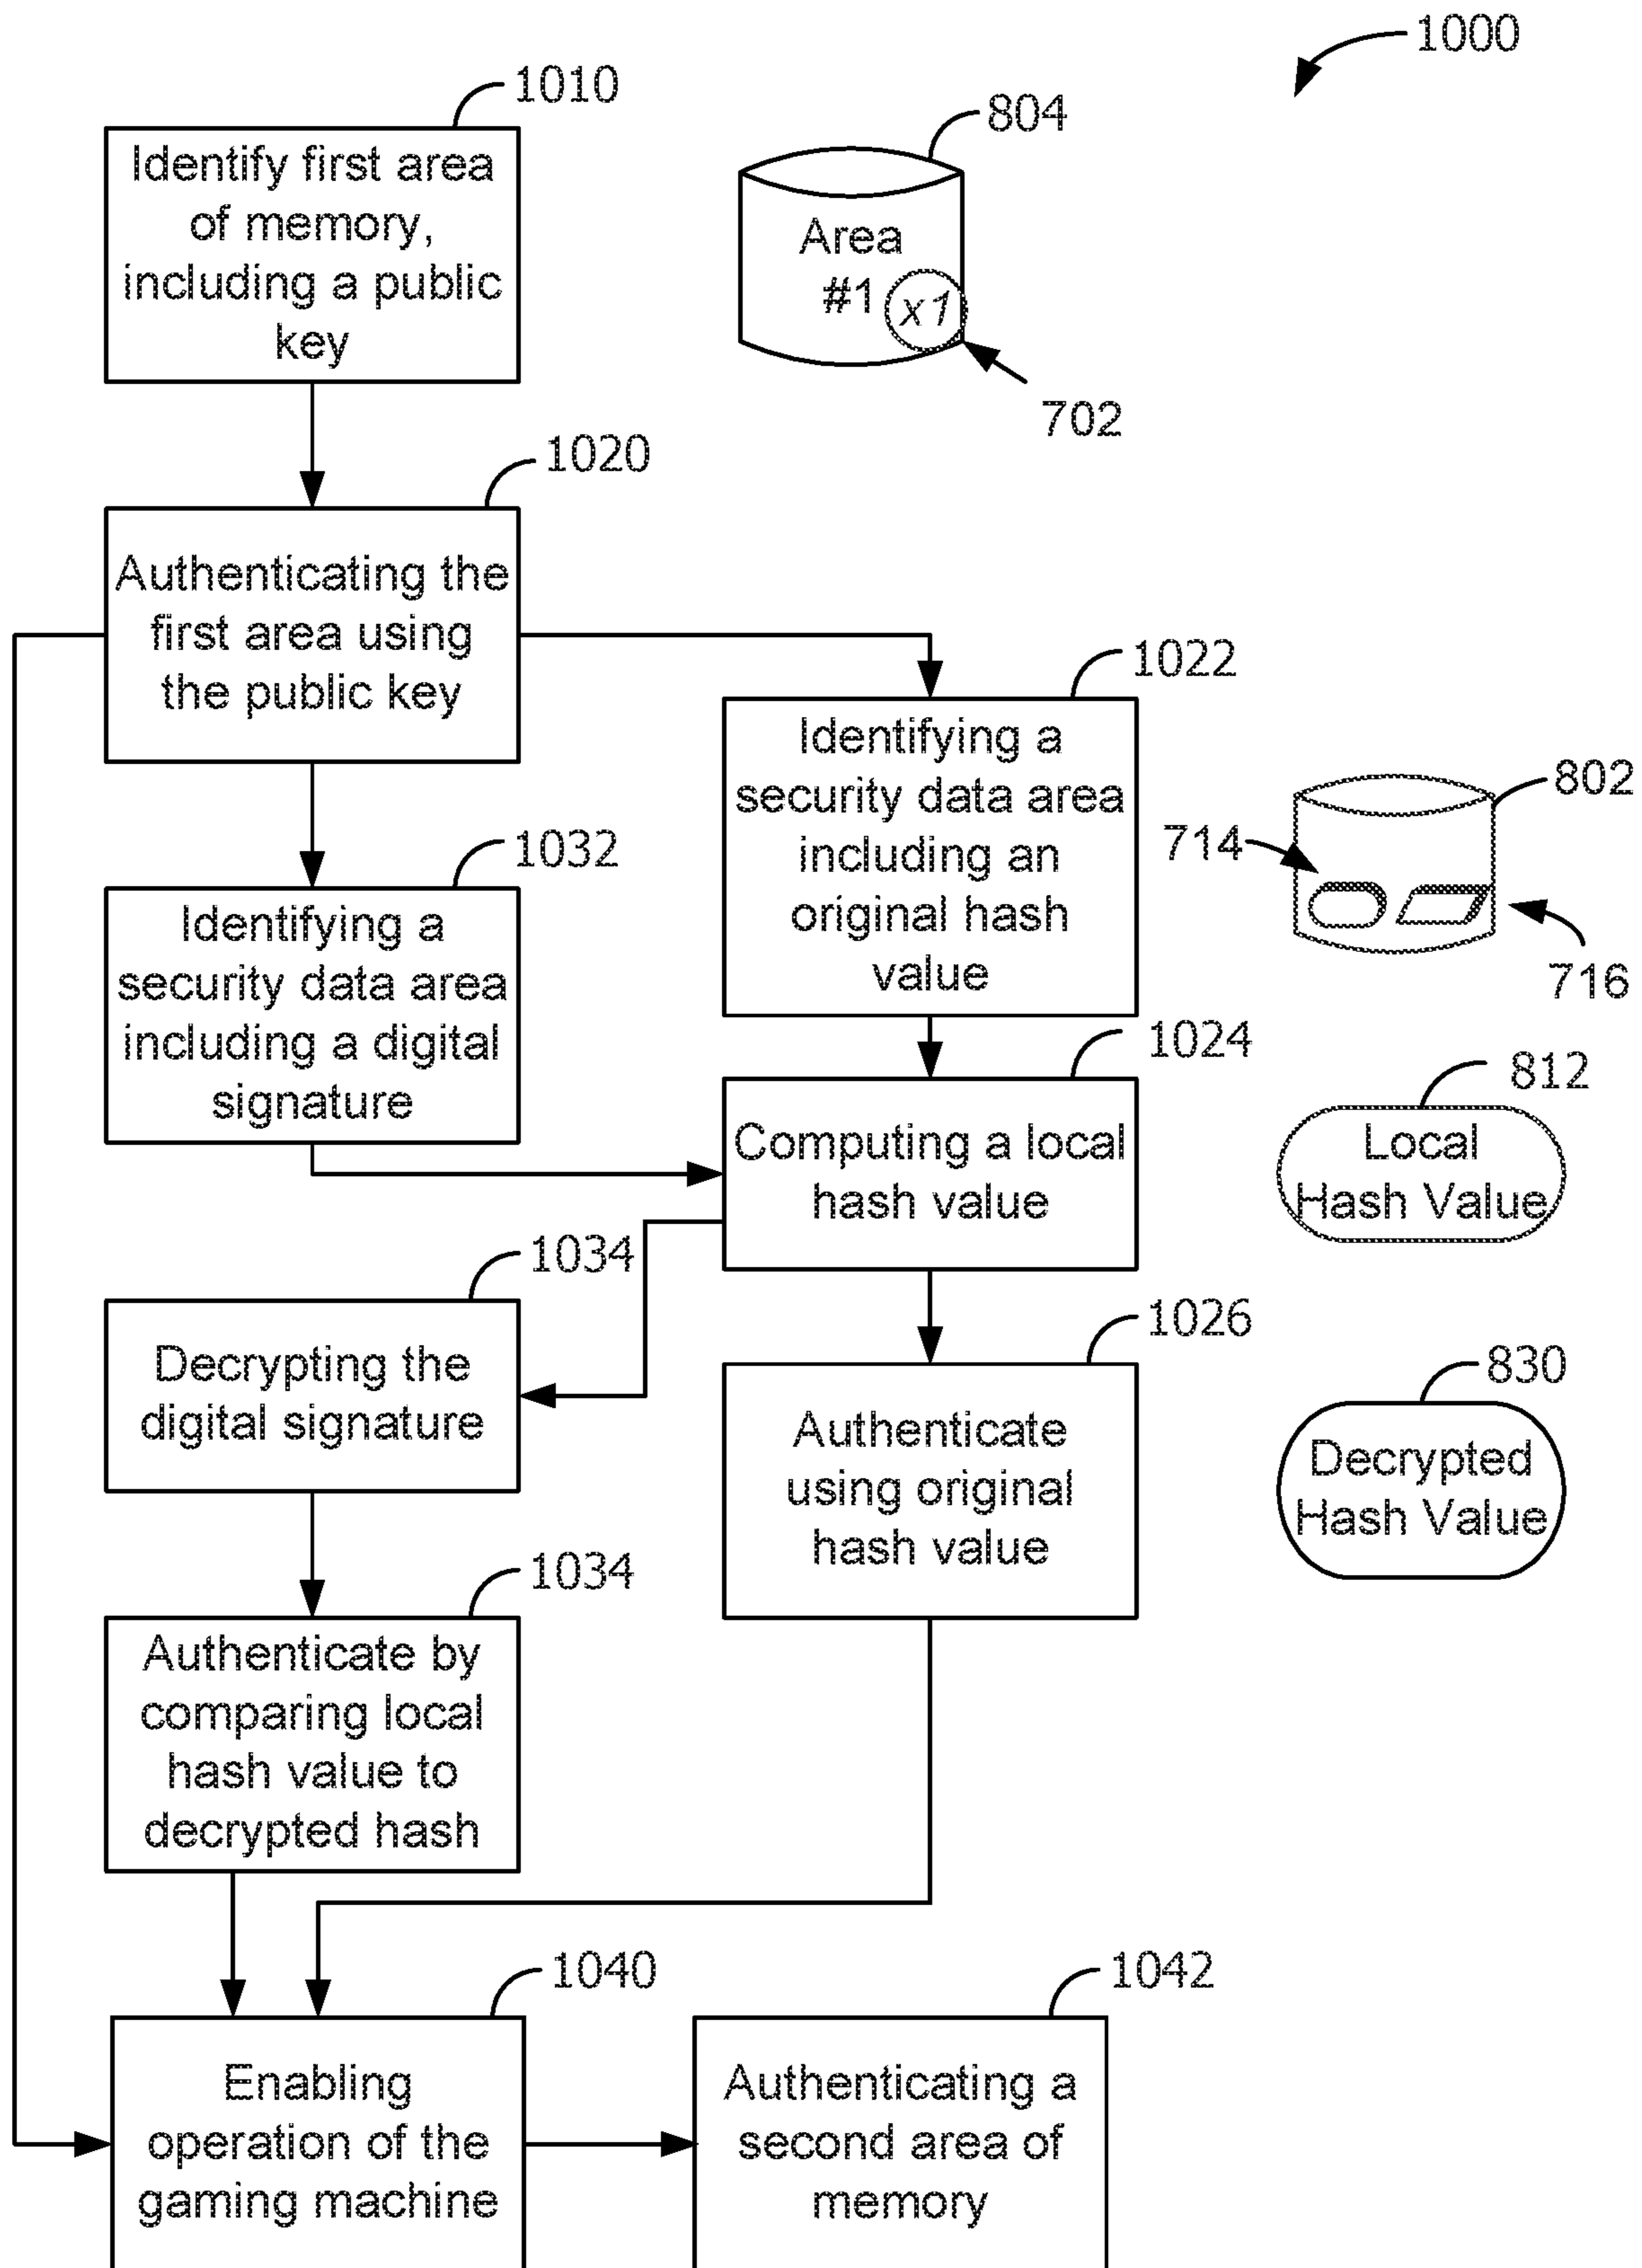 1000
1010
Identify first area
of memory,
including a public
key
804
Area
#1
x1
702
1020
Authenticating the
first area using
the public key
1022
Identifying a
security data area
including an
original hash
value
802
714
716
1032
Identifying a
security data area
including a digital
signature
1024
Computing a local
hash value
812
Local
Hash Value
1034
Decrypting the
digital signature
1026
Authenticate
using original
hash value
830
Decrypted
Hash Value
1034
Authenticate by
comparing local
hash value to
decrypted hash
1040
Enabling
operation of the
gaming machine
1042
Authenticating a
second area of
memory